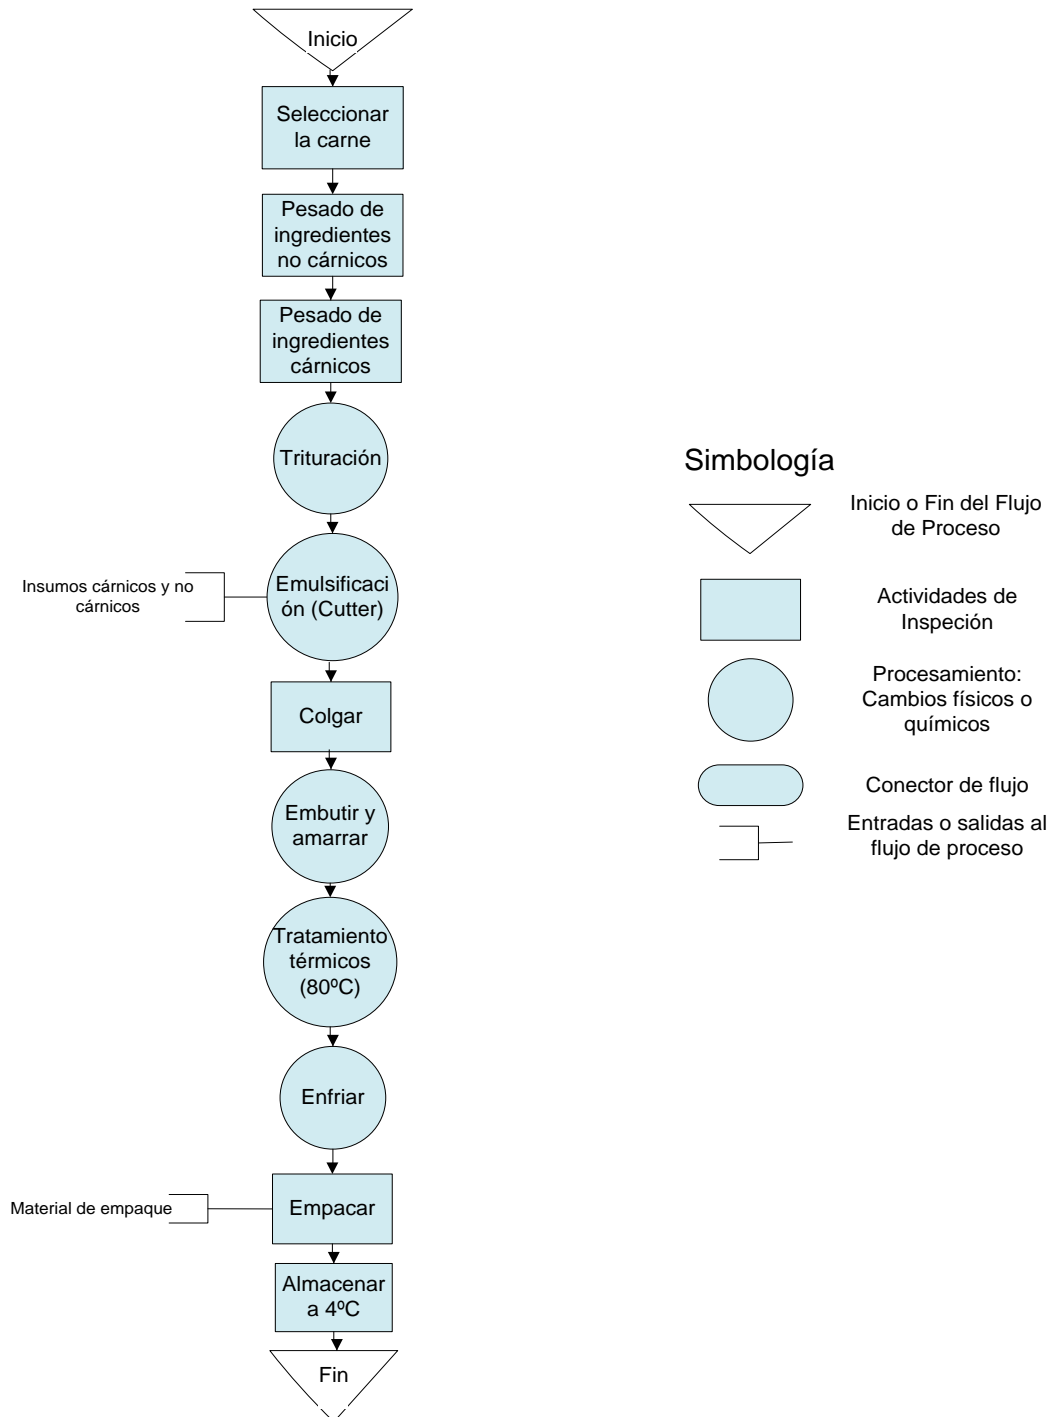 Inicio
Seleccionar
la carne
Pesado de
ingredientes
no cárnicos
Pesado de
ingredientes
cárnicos
Trituración
Insumos cárnicos y no
cárnicos
Emulsificaci
ón (Cutter)
Colgar
Embutir y
amarrar
Tratamiento
térmicos
(80ºC)
Enfriar
Material de empaque
Empacar
Almacenar
a 4ºC
Fin
Simbología
Inicio o Fin del Flujo
de Proceso
Actividades de
Inspeción
Procesamiento:
Cambios físicos o
químicos
Conector de flujo
Entradas o salidas al
flujo de proceso